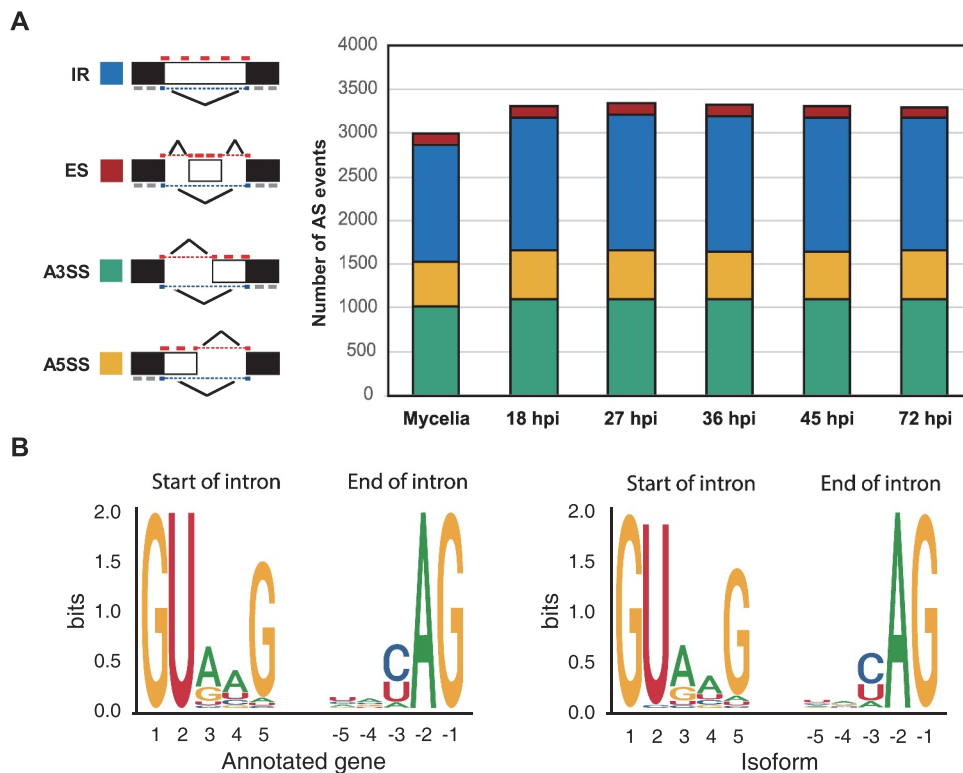 A
IR
ES
A3SS
A5SS
Number of AS events
4000
3500
3000
2500
2000
1500
1000
500
0
Mycelia 18 hpi 27 hpi 36 hpi 45 hpi 72 hpi
B
Start of intron End of intron
bits
2.0
1.5
1.0
0.5
0.0
1 2 3 4 5 -5 -4 -3 -2 -1
Annotated gene
Start of intron End of intron
bits
2.0
1.5
1.0
0.5
0.0
1 2 3 4 5 -5 -4 -3 -2 -1
Isoform